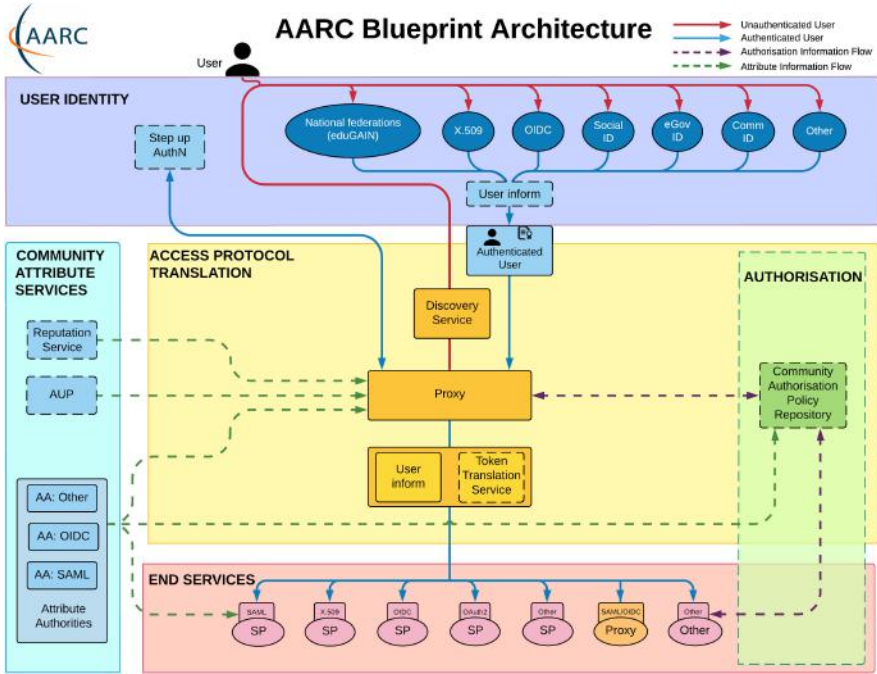 AARC
AARC Blueprint Architecture
Unauthenticated User
Authenticated User
Authorisation Information Flow
Attribute Information Flow
User
USER IDENTITY
Step up
AuthN
National federations
(eduGAIN)
X.509
OIDC
Social
ID
eGov
ID
Comm
ID
Other
User inform
Authenticated
User
COMMUNITY
ATTRIBUTE
SERVICES
ACCESS PROTOCOL
TRANSLATION
AUTHORISATION
Discovery
Service
Reputation
Service
AUP
Proxy
Community
Authorisation
Policy
Repository
User
inform
Token
Translation
Service
AA: Other
AA: OIDC
AA: SAML
Attribute
Authorities
END SERVICES
SAML
SP
X.509
SP
OIDC
SP
OAuth2
SP
Other
SP
SAML/OIDC
Proxy
Other
Other